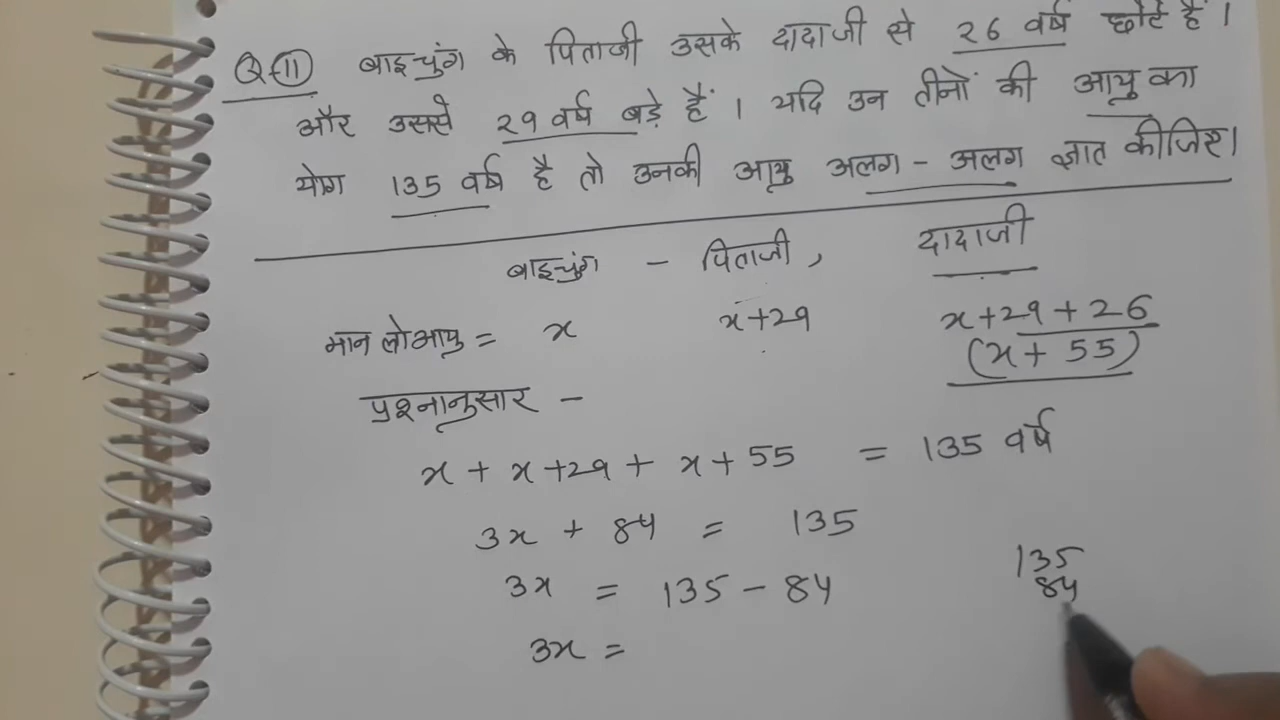 Q-11 बाइचुंग के पिताजी उसके दादाजी से 26 वर्ष छोटे हैं ।
और उससे 29 वर्ष बड़े हैं । यदि उन तीनों की आयु का
योग 135 वर्ष है तो उनकी आयु अलग - अलग ज्ञात कीजिए।
बाइचुंग - पिताजी , दादाजी
मान लो आयु = x x+29 x+29+26
(x+55)
प्रश्नानुसार -
x + x+29 + x+55 = 135 वर्ष
3x + 84 = 135
3x = 135 - 84
135
84
3x =